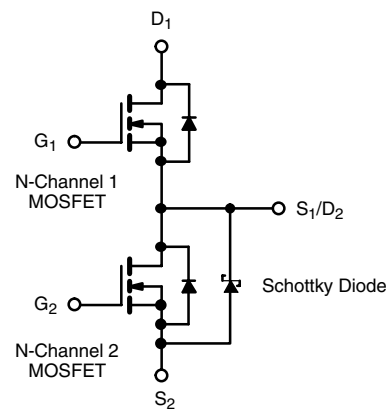 D1
G1
N-Channel 1
MOSFET
S1/D2
G2
Schottky Diode
N-Channel 2
MOSFET
S2